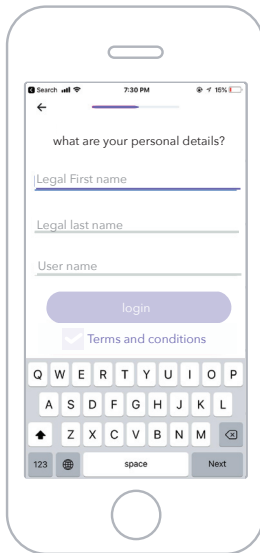 Search 7:30 PM 15%
what are your personal details?
Legal First name
Legal last name
User name
login
Terms and conditions
Q W E R T Y U I O P
A S D F G H J K L
Z X C V B N M
123 space Next